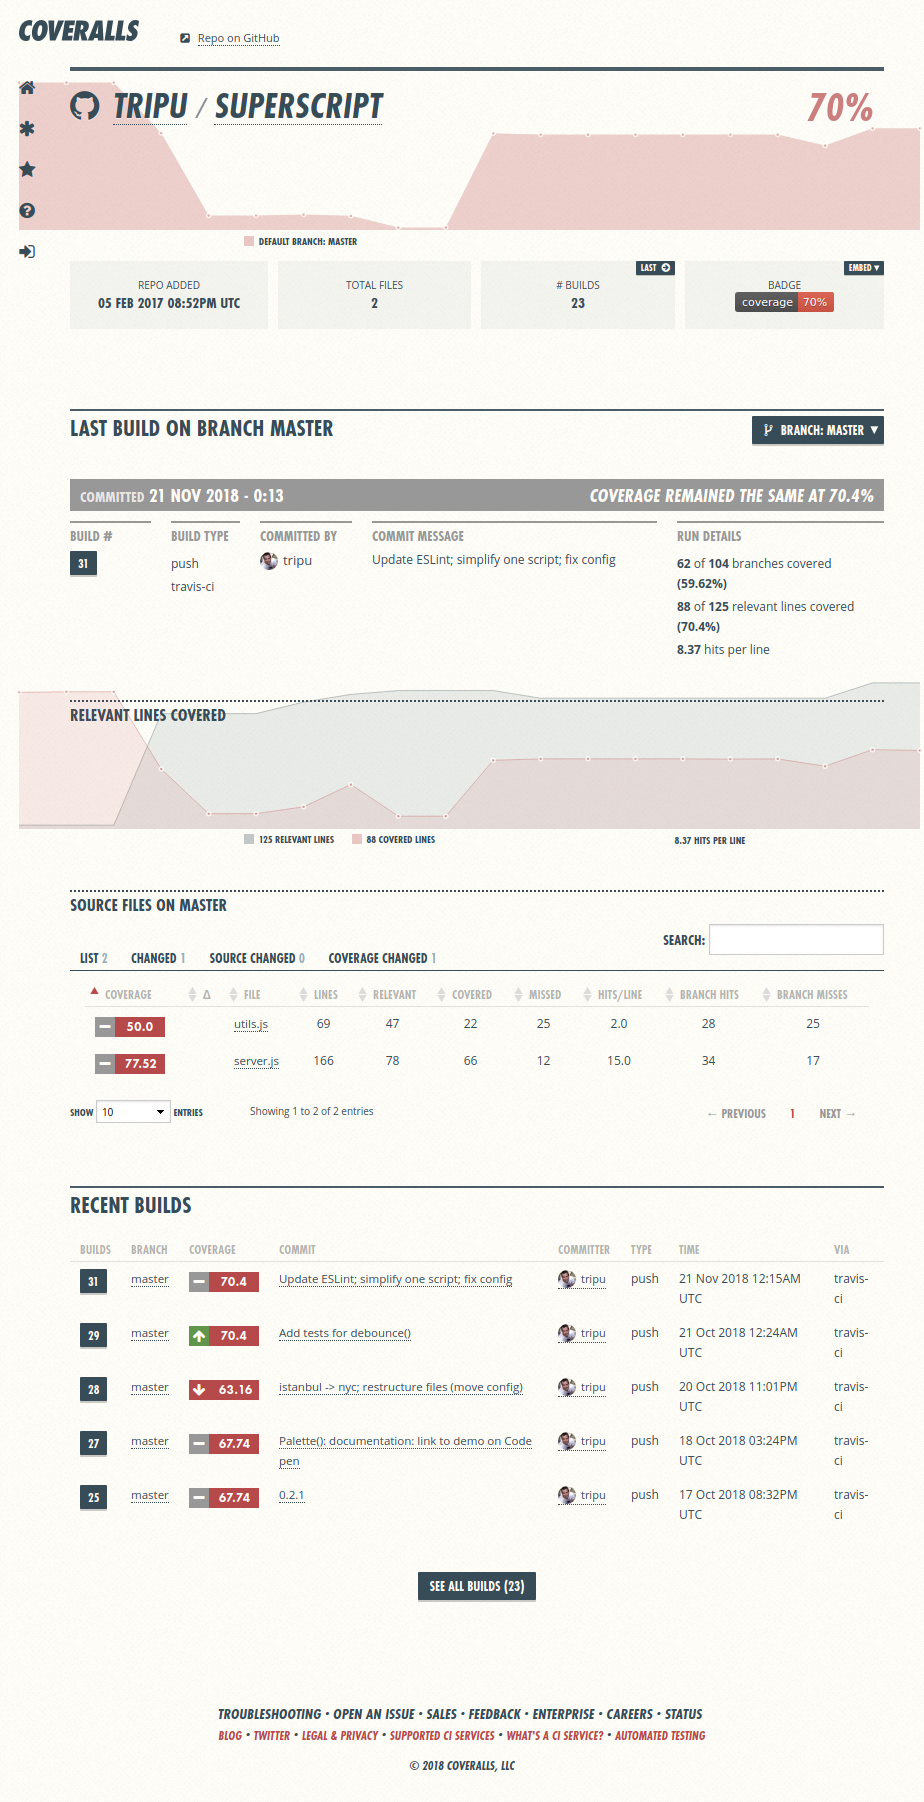 COVERALLS
Repo on GitHub
TRIPU / SUPERSCRIPT
70%
DEFAULT BRANCH: MASTER
REPO ADDED
05 FEB 2017 08:52PM UTC
TOTAL FILES
2
LAST
# BUILDS
23
EMBED ▾
BADGE
coverage 70%
LAST BUILD ON BRANCH MASTER
BRANCH: MASTER ▾
COMMITTED 21 NOV 2018 - 0:13
COVERAGE REMAINED THE SAME AT 70.4%
BUILD # BUILD TYPE COMMITTED BY COMMIT MESSAGE RUN DETAILS
31 push tripu Update ESLint; simplify one script; fix config 62 of 104 branches covered
travis-ci (59.62%)
88 of 125 relevant lines covered
(70.4%)
8.37 hits per line
RELEVANT LINES COVERED
125 RELEVANT LINES 88 COVERED LINES 8.37 HITS PER LINE
SOURCE FILES ON MASTER
SEARCH:
LIST 2 CHANGED 1 SOURCE CHANGED 0 COVERAGE CHANGED 1
COVERAGE Δ FILE LINES RELEVANT COVERED MISSED HITS/LINE BRANCH HITS BRANCH MISSES
50.0 utils.js 69 47 22 25 2.0 28 25
77.52 server.js 166 78 66 12 15.0 34 17
SHOW 10 ENTRIES Showing 1 to 2 of 2 entries ← PREVIOUS 1 NEXT →
RECENT BUILDS
BUILDS BRANCH COVERAGE COMMIT COMMITTER TYPE TIME VIA
31 master 70.4 Update ESLint; simplify one script; fix config tripu push 21 Nov 2018 12:15AM travis-
UTC ci
29 master 70.4 Add tests for debounce() tripu push 21 Oct 2018 12:24AM travis-
UTC ci
28 master 63.16 istanbul -> nyc; restructure files (move config) tripu push 20 Oct 2018 11:01PM travis-
UTC ci
27 master 67.74 Palette(): documentation: link to demo on Code tripu push 18 Oct 2018 03:24PM travis-
pen UTC ci
25 master 67.74 0.2.1 tripu push 17 Oct 2018 08:32PM travis-
UTC ci
SEE ALL BUILDS (23)
TROUBLESHOOTING • OPEN AN ISSUE • SALES • FEEDBACK • ENTERPRISE • CAREERS • STATUS
BLOG • TWITTER • LEGAL & PRIVACY • SUPPORTED CI SERVICES • WHAT'S A CI SERVICE? • AUTOMATED TESTING
© 2018 COVERALLS, LLC